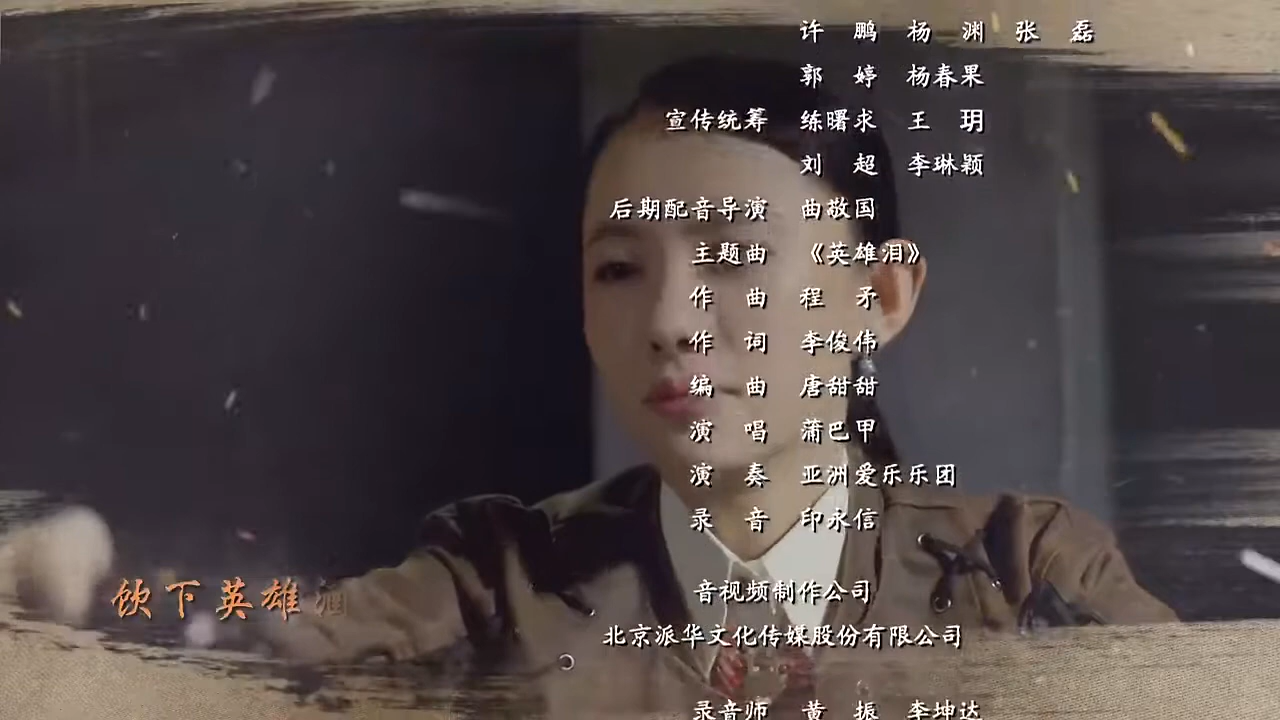 许 鹏 杨 渊 张 磊
郭 婷 杨春果
宣传统筹 练曙求 王 玥
刘 超 李琳颖
后期配音导演 曲敬国
主题曲 《英雄泪》
作 曲 程 矛
作 词 李俊伟
编 曲 唐甜甜
演 唱 蒲巴甲
演 奏 亚洲爱乐乐团
录 音 印永信
音视频制作公司
饮下英雄泪
北京派华文化传媒股份有限公司
录音师 黄 振 李坤达